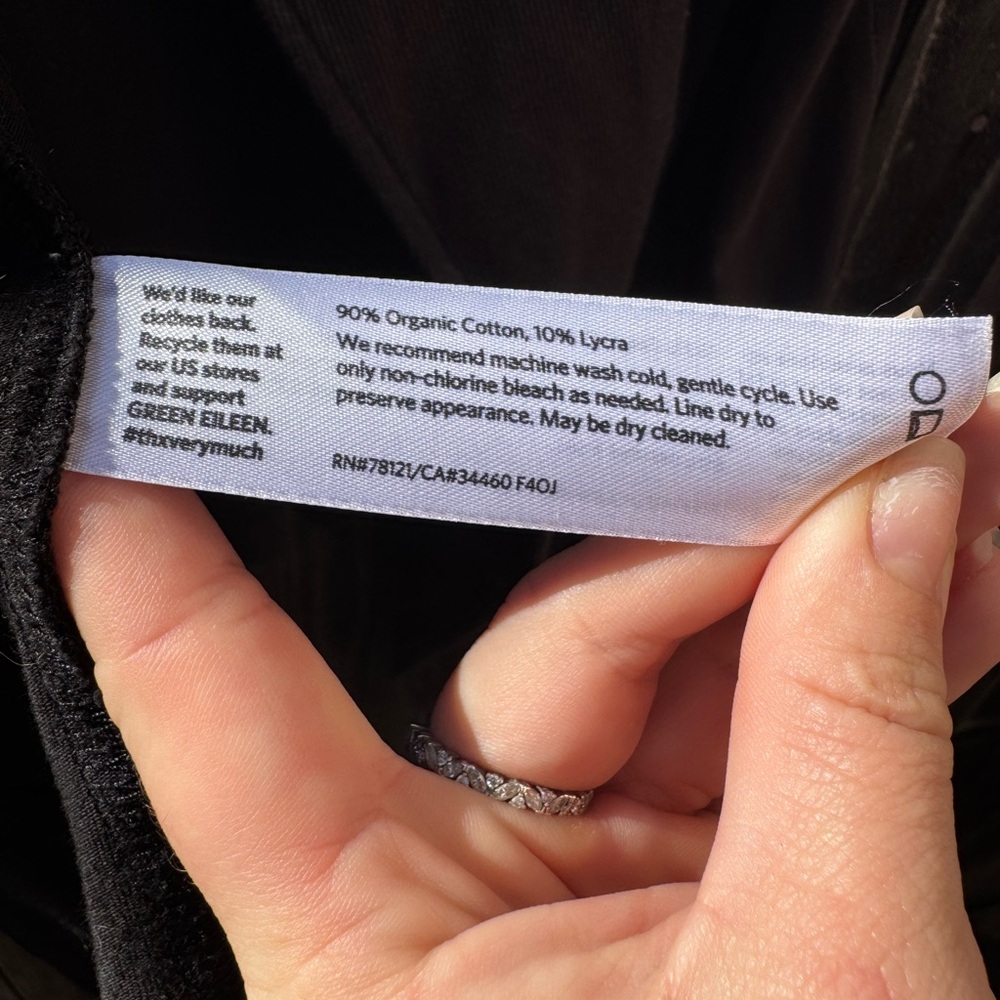 We'd like our
clothes back.
Recycle them at
our US stores
and support
GREEN EILEEN.
#thxverymuch
90% Organic Cotton, 10% Lycra
We recommend machine wash cold, gentle cycle. Use
only non-chlorine bleach as needed. Line dry to
preserve appearance. May be dry cleaned.
RN#78121/CA#34460 F4OJ